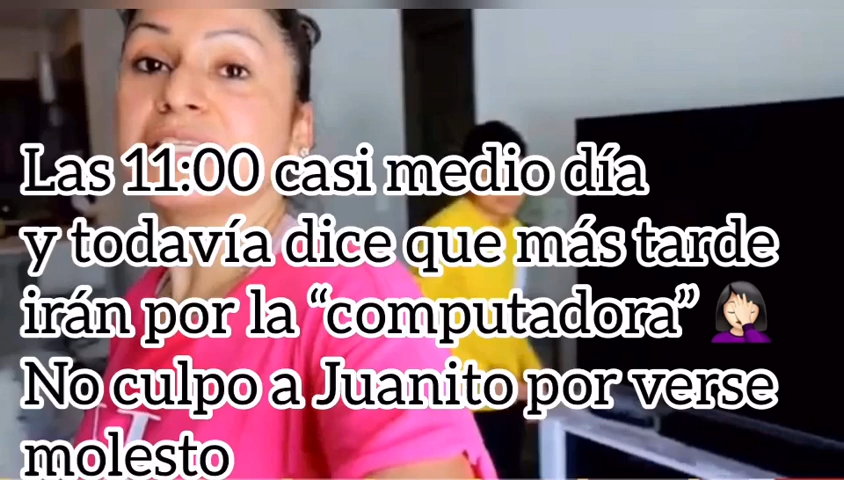 Las 11:00 casi medio día
y todavía dice que más tarde
irán por la “computadora” 🤦🏻‍♀️
No culpo a Juanito por verse
molesto